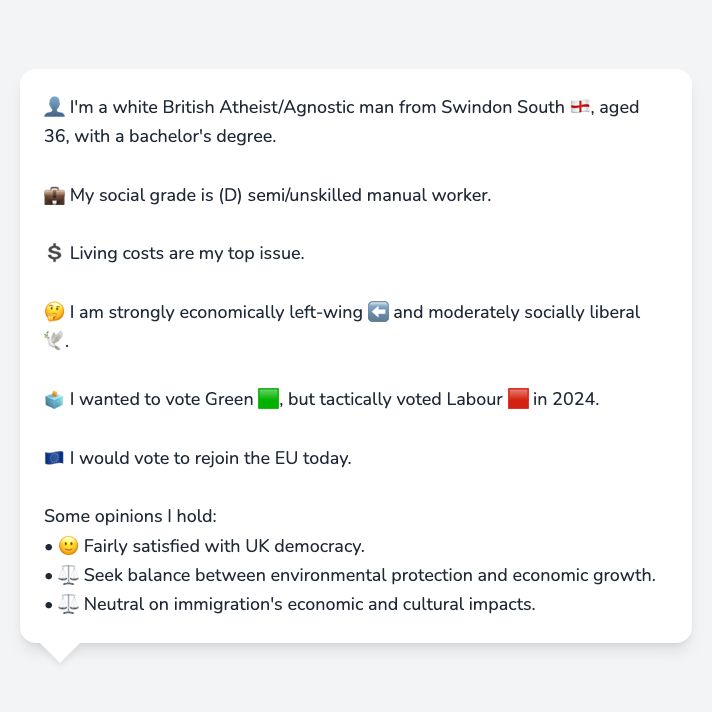 👤 I'm a white British Atheist/Agnostic man from Swindon South 🏴󠁧󠁢󠁥󠁮󠁧󠁿, aged
36, with a bachelor's degree.
💼 My social grade is (D) semi/unskilled manual worker.
💲 Living costs are my top issue.
🤔 I am strongly economically left-wing ⬅️ and moderately socially liberal
🕊️.
🗳️ I wanted to vote Green 🟩, but tactically voted Labour 🟥 in 2024.
🇪🇺 I would vote to rejoin the EU today.
Some opinions I hold:
• 🙂 Fairly satisfied with UK democracy.
• ⚖️ Seek balance between environmental protection and economic growth.
• ⚖️ Neutral on immigration's economic and cultural impacts.